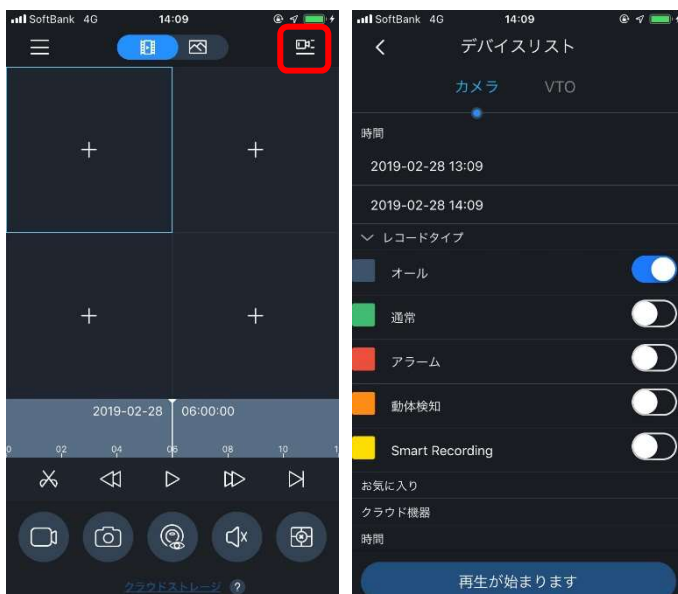 SoftBank 4G 14:09
2019-02-28 06:00:00
0 02 04 06 08 10 1
クラウドストレージ ?
SoftBank 4G 14:09
デバイスリスト
カメラ VTO
時間
2019-02-28 13:09
2019-02-28 14:09
レコードタイプ
オール
通常
アラーム
動体検知
Smart Recording
お気に入り
クラウド機器
時間
再生が始まります